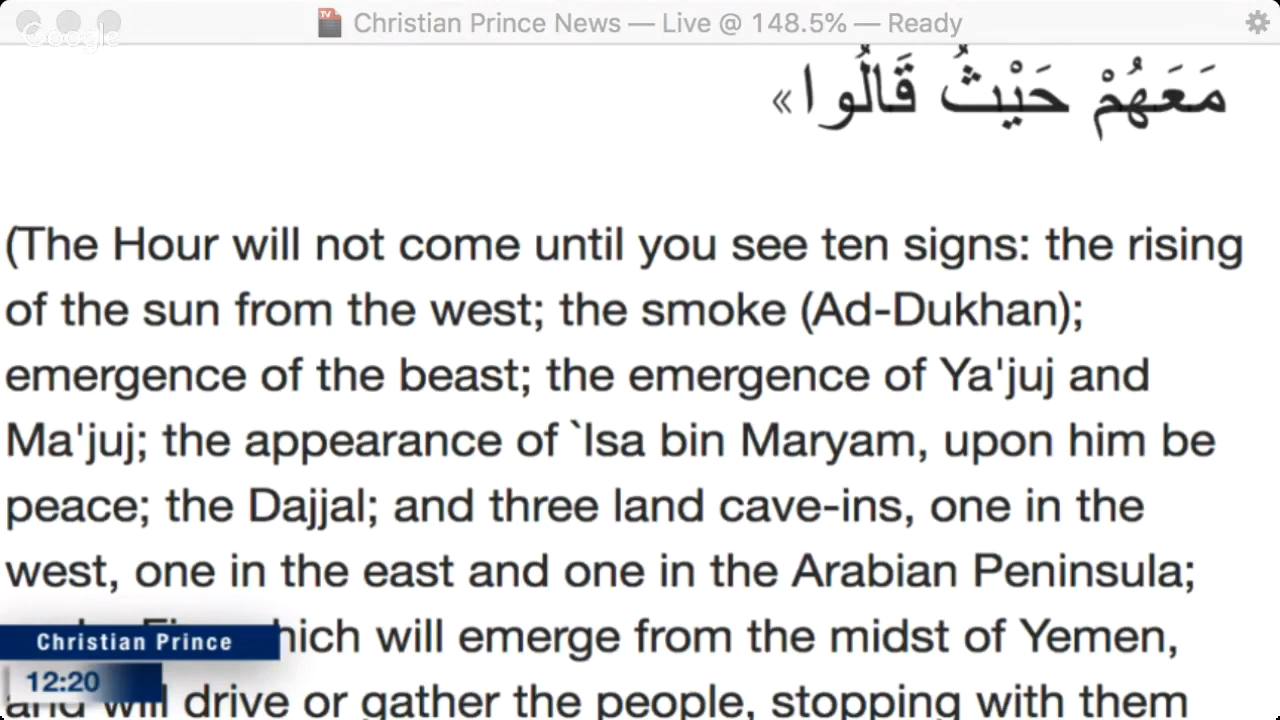 Google
Christian Prince News — Live @ 148.5% — Ready
مَعَهُمْ حَيْثُ قَالُوا»
(The Hour will not come until you see ten signs: the rising
of the sun from the west; the smoke (Ad-Dukhan);
emergence of the beast; the emergence of Ya'juj and
Ma'juj; the appearance of `Isa bin Maryam, upon him be
peace; the Dajjal; and three land cave-ins, one in the
west, one in the east and one in the Arabian Peninsula;
will emerge from the midst of Yemen,
Christian Prince
12:20
drive or gather the people, stopping with them